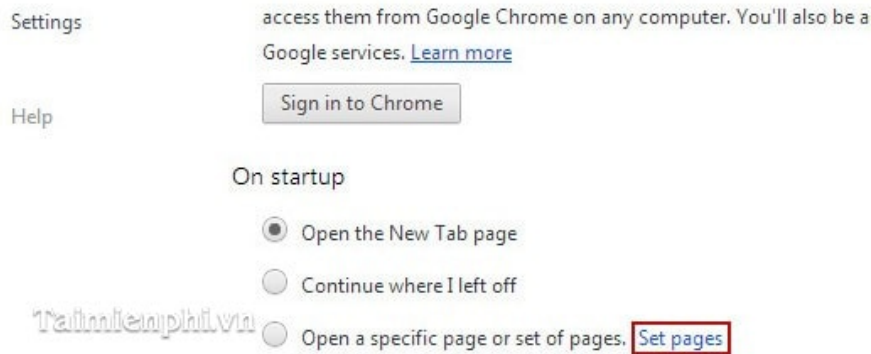 Settings
access them from Google Chrome on any computer. You'll also be a
Google services. Learn more
Sign in to Chrome
Help
On startup
Open the New Tab page
Continue where I left off
Taimienphi.vn
Open a specific page or set of pages. Set pages